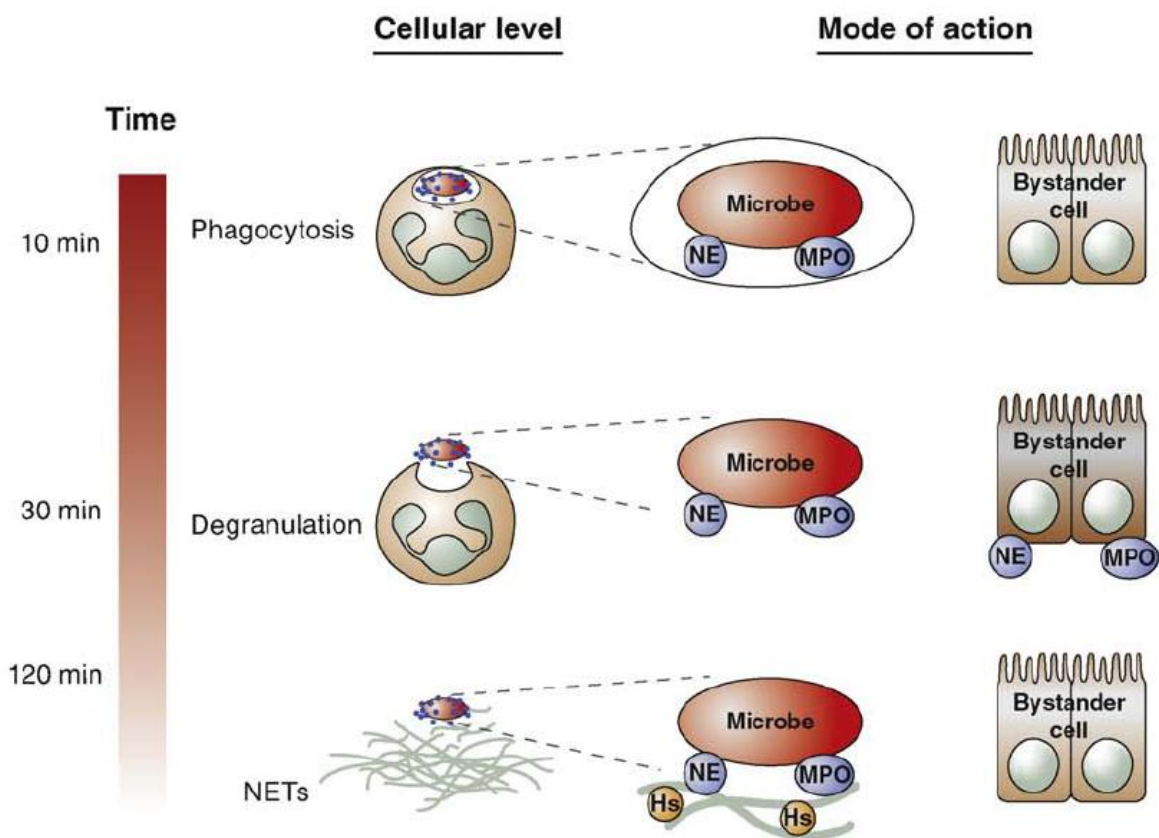 Cellular level
Mode of action
Time
10 min
Phagocytosis
Microbe
NE
MPO
Bystander
cell
30 min
Degranulation
Microbe
NE
MPO
Bystander
cell
NE
MPO
120 min
NETs
Microbe
NE
MPO
Hs
Hs
Bystander
cell